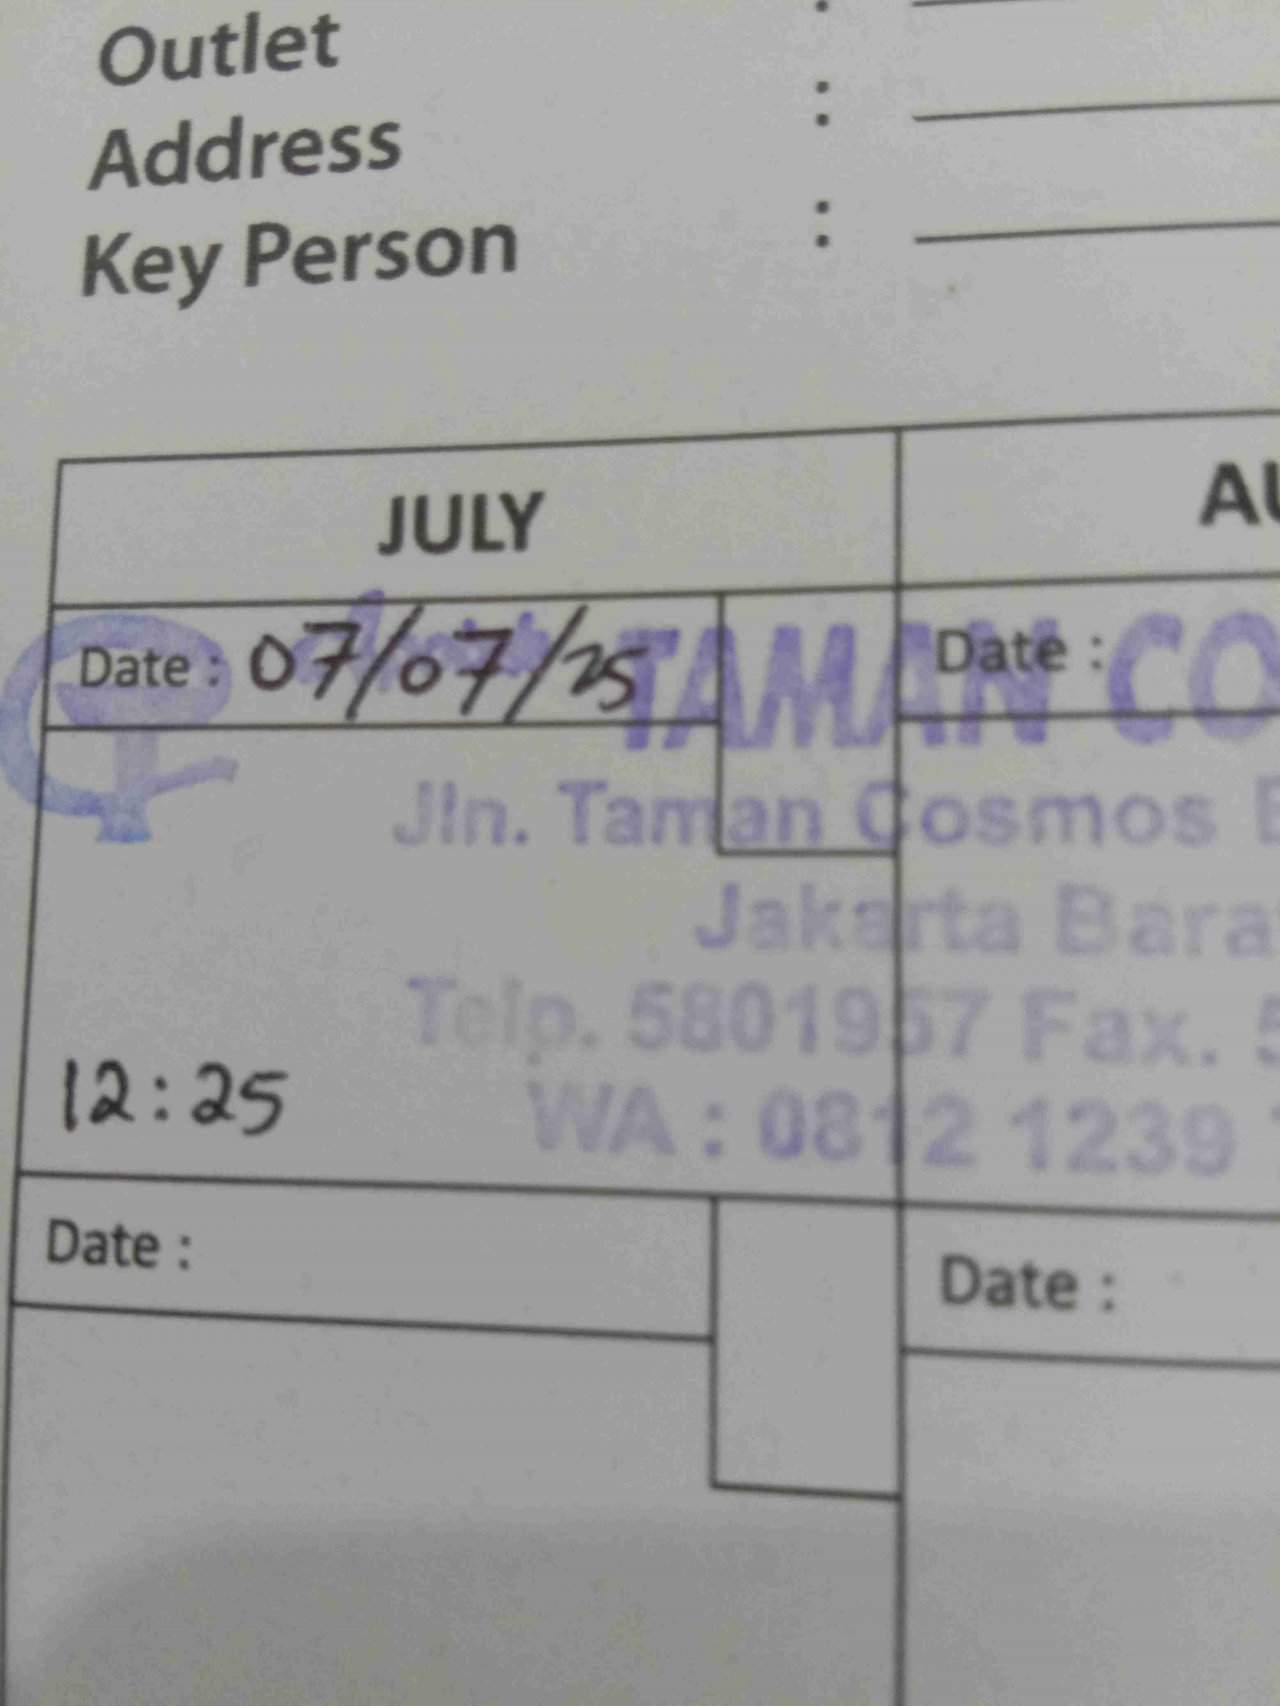 Outlet :
Address :
Key Person :
JULY
Date : 07/07/25
Date :
TAMAN CO
Jln. Taman Cosmos
Jakarta Bara
Telp. 5801957 Fax. 5
WA : 0812 1239
12:25
Date :
Date :